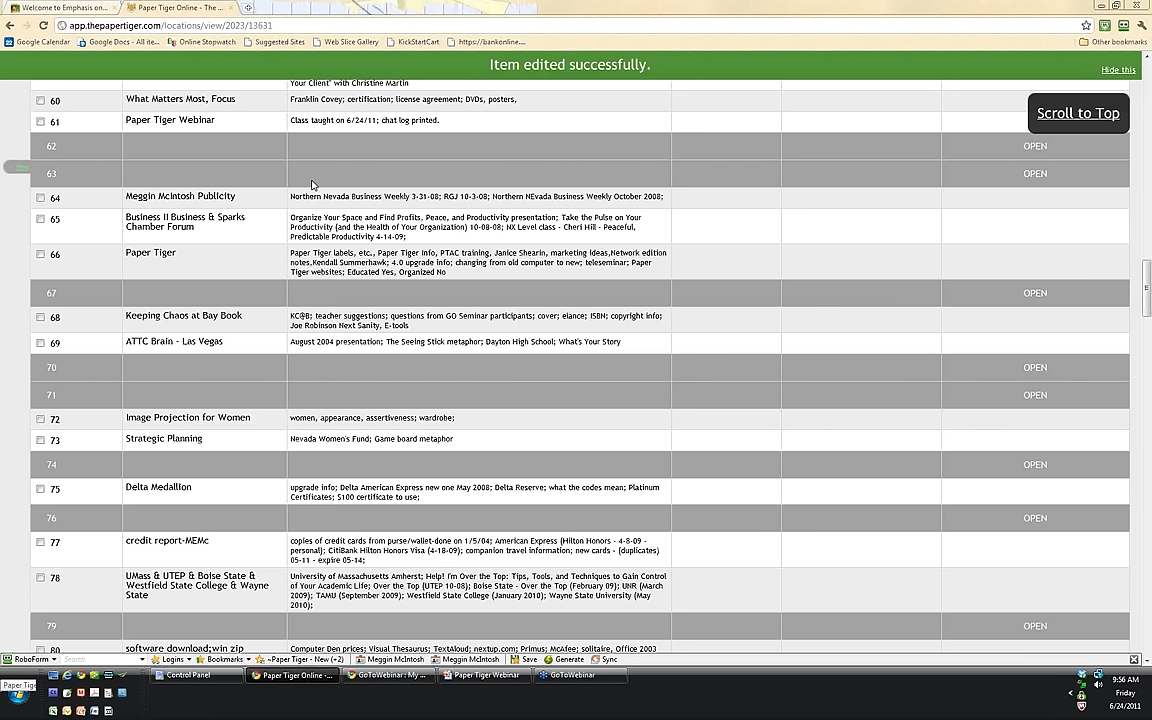 Welcome to Emphasis on...
Paper Tiger Online - The ...
app.thepapertiger.com/locations/view/2023/13631
Google Calendar
Google Docs - All ite...
Online Stopwatch
Suggested Sites
Web Slice Gallery
KickStartCart
https://bankonline....
Other bookmarks
Item edited successfully.
Hide this
Your Client" with Christine Martin
60 What Matters Most, Focus Franklin Covey; certification; license agreement; DVDs, posters,
Scroll to Top
61 Paper Tiger Webinar Class taught on 6/24/11; chat log printed.
62 OPEN
63 OPEN
64 Meggin McIntosh Publicity Northern Nevada Business Weekly 3-31-08; RGJ 10-3-08; Northern NEvada Business Weekly October 2008;
65 Business II Business & Sparks
Chamber Forum
Organize Your Space and Find Profits, Peace, and Productivity presentation; Take the Pulse on Your
Productivity (and the Health of Your Organization) 10-08-08; NX Level class - Cheri Hill - Peaceful,
Predictable Productivity 4-14-09;
66 Paper Tiger Paper Tiger labels, etc., Paper Tiger Info, PTAC training, Janice Shearin, marketing ideas,Network edition
notes,Kendall Summerhawk; 4.0 upgrade info; changing from old computer to new; teleseminar; Paper
Tiger websites; Educated Yes, Organized No
67 OPEN
68 Keeping Chaos at Bay Book KC@B; teacher suggestions; questions from GO Seminar participants; cover; elance; ISBN; copyright info;
Joe Robinson Next Sanity, E-tools
69 ATTC Brain - Las Vegas August 2004 presentation; The Seeing Stick metaphor; Dayton High School; What's Your Story
70 OPEN
71 OPEN
72 Image Projection for Women women, appearance, assertiveness; wardrobe;
73 Strategic Planning Nevada Women's Fund; Game board metaphor
74 OPEN
75 Delta Medallion upgrade info; Delta American Express new one May 2008; Delta Reserve; what the codes mean; Platinum
Certificates; $100 certificate to use;
76 OPEN
77 credit report-MEMc copies of credit cards from purse/wallet-done on 1/5/04; American Express (Hilton Honors - 4-8-09 -
personal); CitiBank Hilton Honors Visa (4-18-09); companion travel information; new cards - (duplicates)
05-11 - expire 05-14;
78 UMass & UTEP & Boise State &
Westfield State College & Wayne
State
University of Massachusetts Amherst; Help! I'm Over the Top: Tips, Tools, and Techniques to Gain Control
of Your Academic Life; Over the Top (UTEP 10-08); Boise State - Over the Top (February 09); UNR (March
2009); TAMU (September 2009); Westfield State College (January 2010); Wayne State University (May
2010);
79 OPEN
80 software download;win zip Computer Den prices; Visual Thesaurus; TextAloud; nextup.com; Primus; McAfee; solitaire, Office 2003
RoboForm
Search
Logins
Bookmarks
~Paper Tiger - New (+2)
Meggin McIntosh
Meggin McIntosh
Save
Generate
Sync
Paper Tige
Control Panel
Paper Tiger Online -...
GoToWebinar: My ...
Paper Tiger Webinar
GoToWebinar
9:56 AM
Friday
6/24/2011